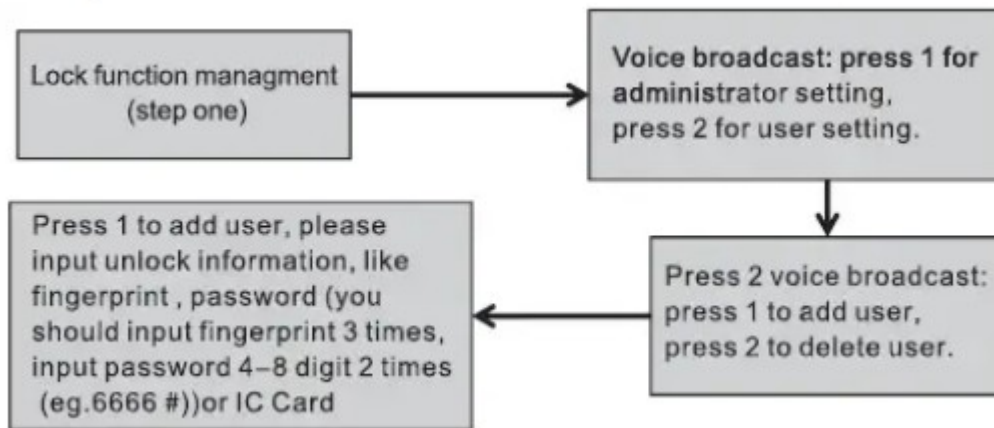 Lock function managment
(step one)
Voice broadcast: press 1 for
administrator setting,
press 2 for user setting.
Press 2 voice broadcast:
press 1 to add user,
press 2 to delete user.
Press 1 to add user, please
input unlock information, like
fingerprint , password (you
should input fingerprint 3 times,
input password 4–8 digit 2 times
(eg.6666 #))or IC Card